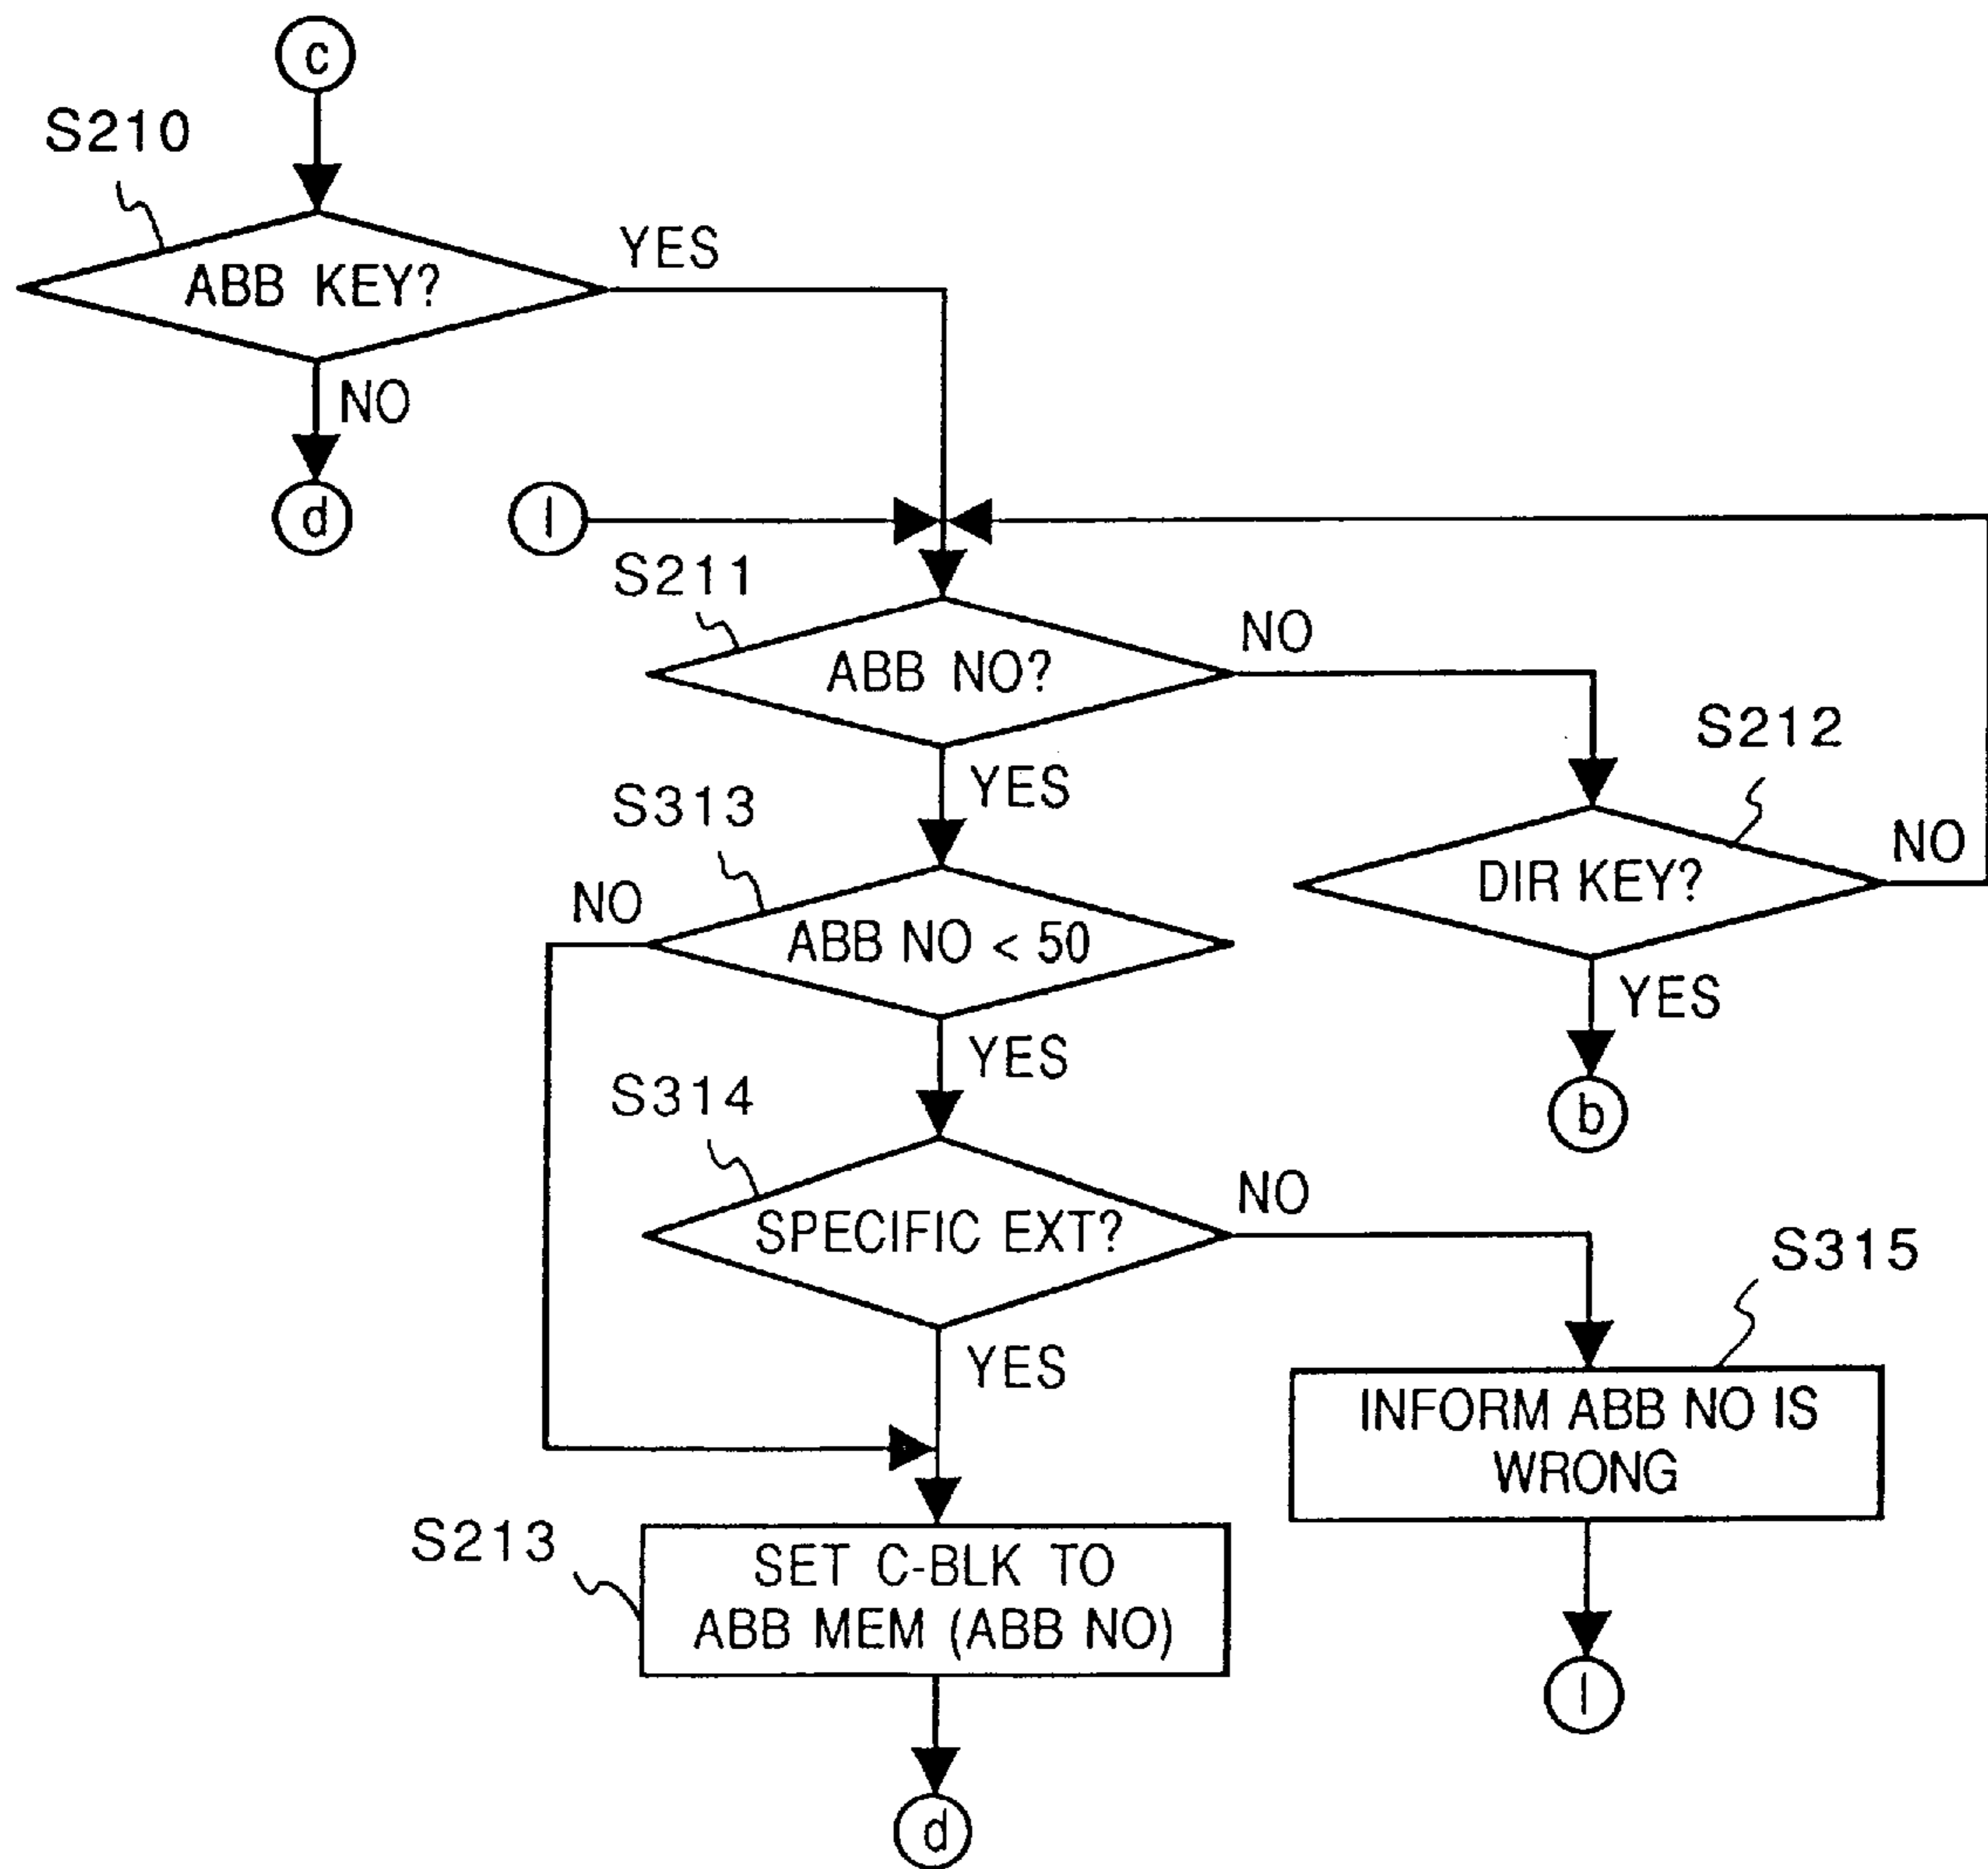 c
S210
YES
ABB KEY?
NO
d
l
S211
NO
ABB NO?
S212
YES
S313
NO
DIR KEY?
NO
ABB NO < 50
YES
YES
S314
b
NO
SPECIFIC EXT?
S315
YES
INFORM ABB NO IS
WRONG
S213
SET C-BLK TO
ABB MEM (ABB NO)
l
d